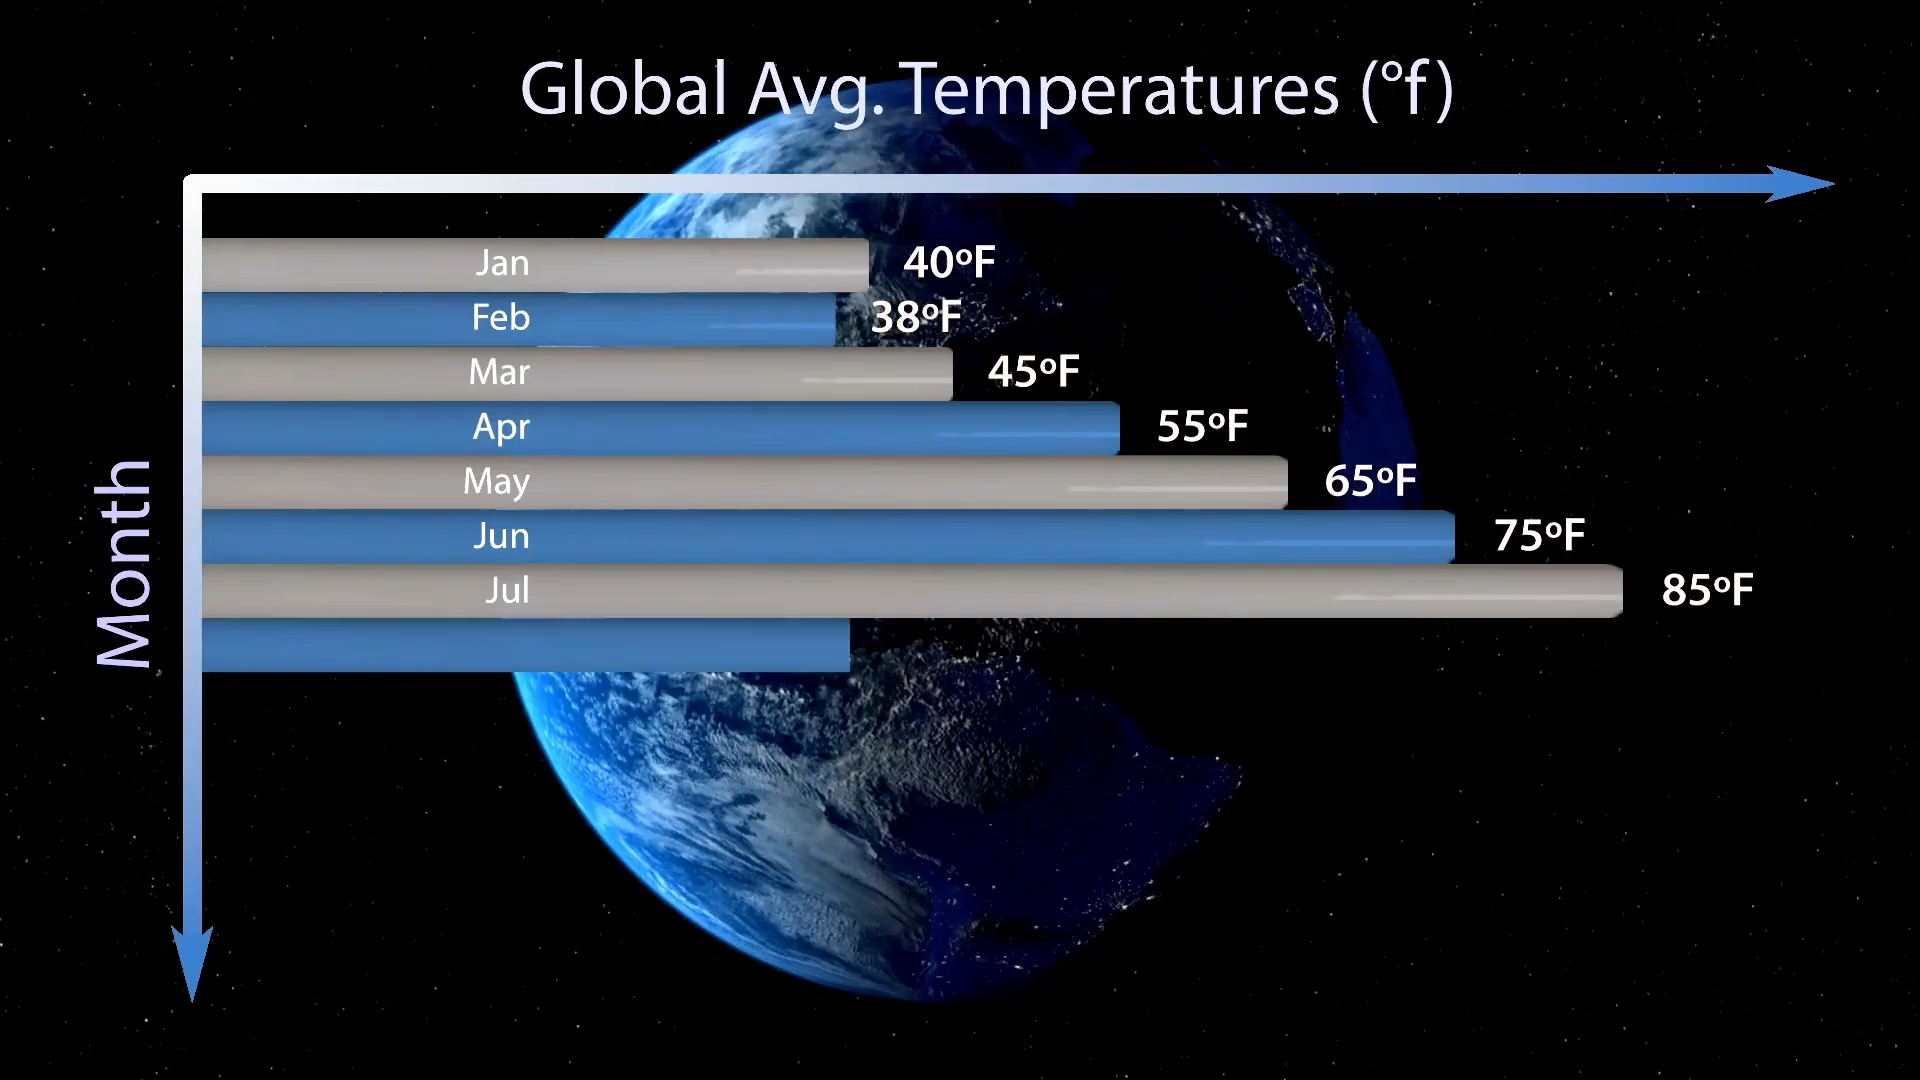 Global Avg. Temperatures (°f)
Jan 40ºF
Feb 38ºF
Mar 45ºF
Apr 55ºF
May 65ºF
Jun 75ºF
Jul 85ºF
Month